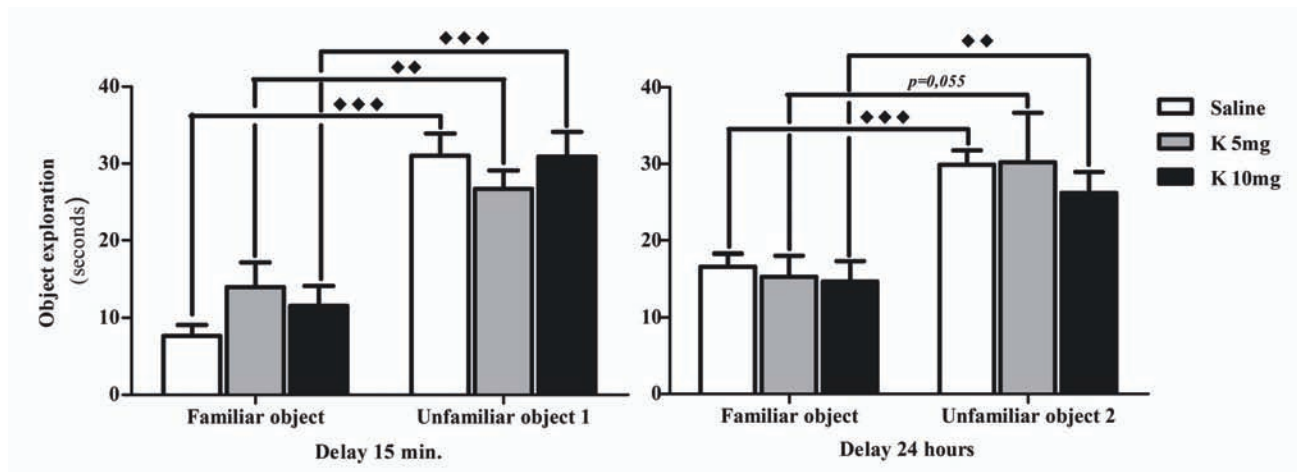 Object exploration
(seconds)
40
30
20
10
0
◆◆◆
◆◆
◆◆◆
Familiar object
Unfamiliar object 1
Delay 15 min.
40
30
20
10
0
◆◆
p=0,055
◆◆◆
Familiar object
Unfamiliar object 2
Delay 24 hours
Saline
K 5mg
K 10mg